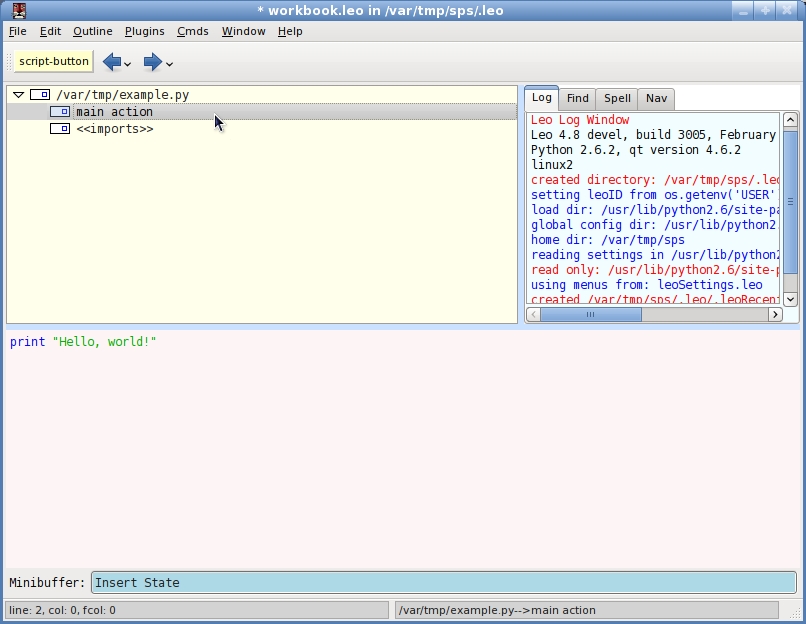 * workbook.leo in /var/tmp/sps/.leo
File Edit Outline Plugins Cmds Window Help
script-button
/var/tmp/example.py
main action
<<imports>>
Log Find Spell Nav
Leo Log Window
Leo 4.8 devel, build 3005, February
Python 2.6.2, qt version 4.6.2
linux2
created directory: /var/tmp/sps/.leo
setting leoID from os.getenv('USER'
load dir: /usr/lib/python2.6/site-pa
global config dir: /usr/lib/python2.
home dir: /var/tmp/sps
reading settings in /usr/lib/python2
read only: /usr/lib/python2.6/site-p
using menus from: leoSettings.leo
created /var/tmp/sps/.leo/.leoRecent
print "Hello, world!"
Minibuffer: Insert State
line: 2, col: 0, fcol: 0
/var/tmp/example.py-->main action